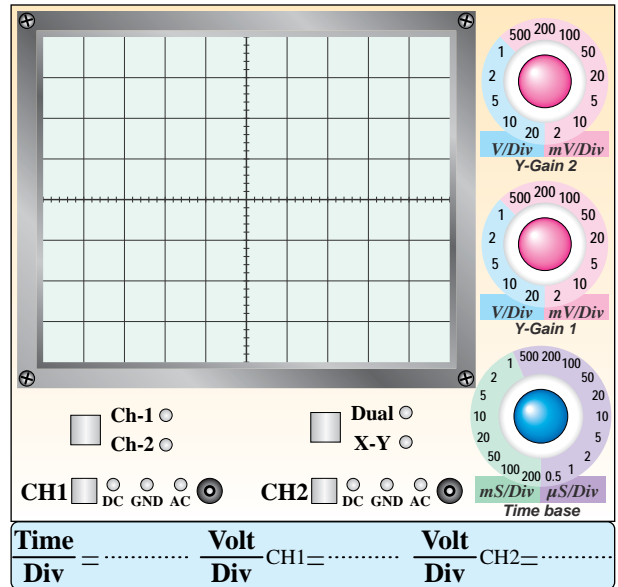 500 200 100
1 50
2 20
5 5
10 10
20 2
V/Div mV/Div
Y-Gain 2
500 200 100
1 50
2 20
5 5
10 10
20 2
V/Div mV/Div
Y-Gain 1
1 500 200 100
2 50
5 20
10 10
20 5
50 2
100 200 0.5 1
mS/Div µS/Div
Time base
Ch-1 Dual
Ch-2 X-Y
CH1 DC GND AC CH2 DC GND AC
Time Volt Volt
= ............... CH1=............... CH2=...............
Div Div Div